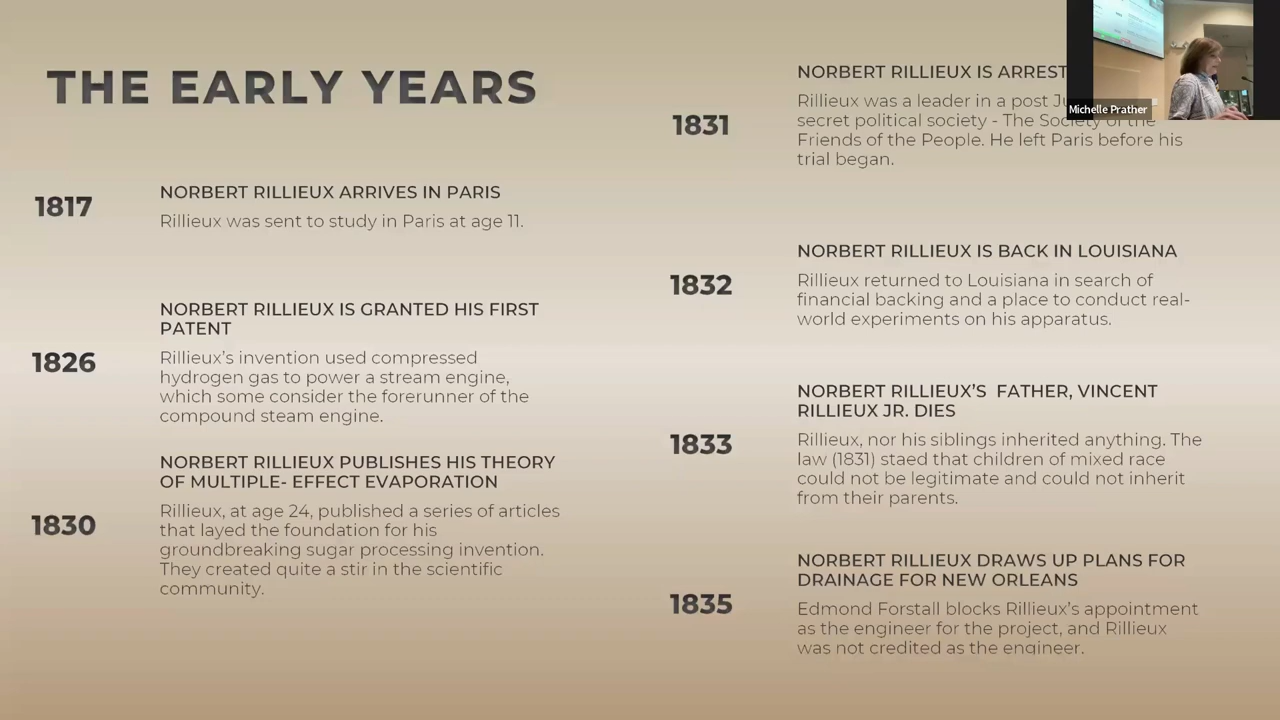 THE EARLY YEARS
1817
NORBERT RILLIEUX ARRIVES IN PARIS
Rillieux was sent to study in Paris at age 11.
1826
NORBERT RILLIEUX IS GRANTED HIS FIRST
PATENT
Rillieux's invention used compressed
hydrogen gas to power a stream engine,
which some consider the forerunner of the
compound steam engine.
1830
NORBERT RILLIEUX PUBLISHES HIS THEORY
OF MULTIPLE- EFFECT EVAPORATION
Rillieux, at age 24, published a series of articles
that layed the foundation for his
groundbreaking sugar processing invention.
They created quite a stir in the scientific
community.
1831
NORBERT RILLIEUX IS ARREST
Rillieux was a leader in a post
secret political society - The Society of the
Friends of the People. He left Paris before his
trial began.
1832
NORBERT RILLIEUX IS BACK IN LOUISIANA
Rillieux returned to Louisiana in search of
financial backing and a place to conduct real-
world experiments on his apparatus.
1833
NORBERT RILLIEUX'S FATHER, VINCENT
RILLIEUX JR. DIES
Rillieux, nor his siblings inherited anything. The
law (1831) staed that children of mixed race
could not be legitimate and could not inherit
from their parents.
1835
NORBERT RILLIEUX DRAWS UP PLANS FOR
DRAINAGE FOR NEW ORLEANS
Edmond Forstall blocks Rillieux's appointment
as the engineer for the project, and Rillieux
was not credited as the engineer.
Michelle Prather